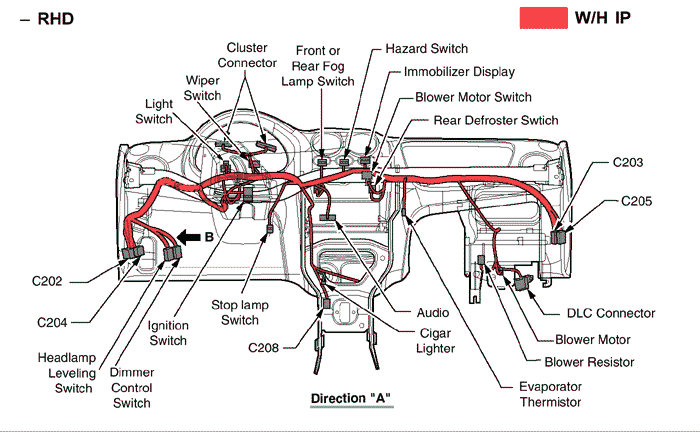 – RHD
W/H IP
Cluster
Connector
Wiper
Switch
Light
Switch
Front or
Rear Fog
Lamp Switch
Hazard Switch
Immobilizer Display
Blower Motor Switch
Rear Defroster Swtich
C203
C205
B
C202
C204
Headlamp
Leveling
Switch
Dimmer
Control
Switch
Ignition
Switch
Stop lamp
Switch
C208
Audio
Cigar
Lighter
DLC Connector
Blower Motor
Blower Resistor
Evaporator
Thermistor
Direction "A"